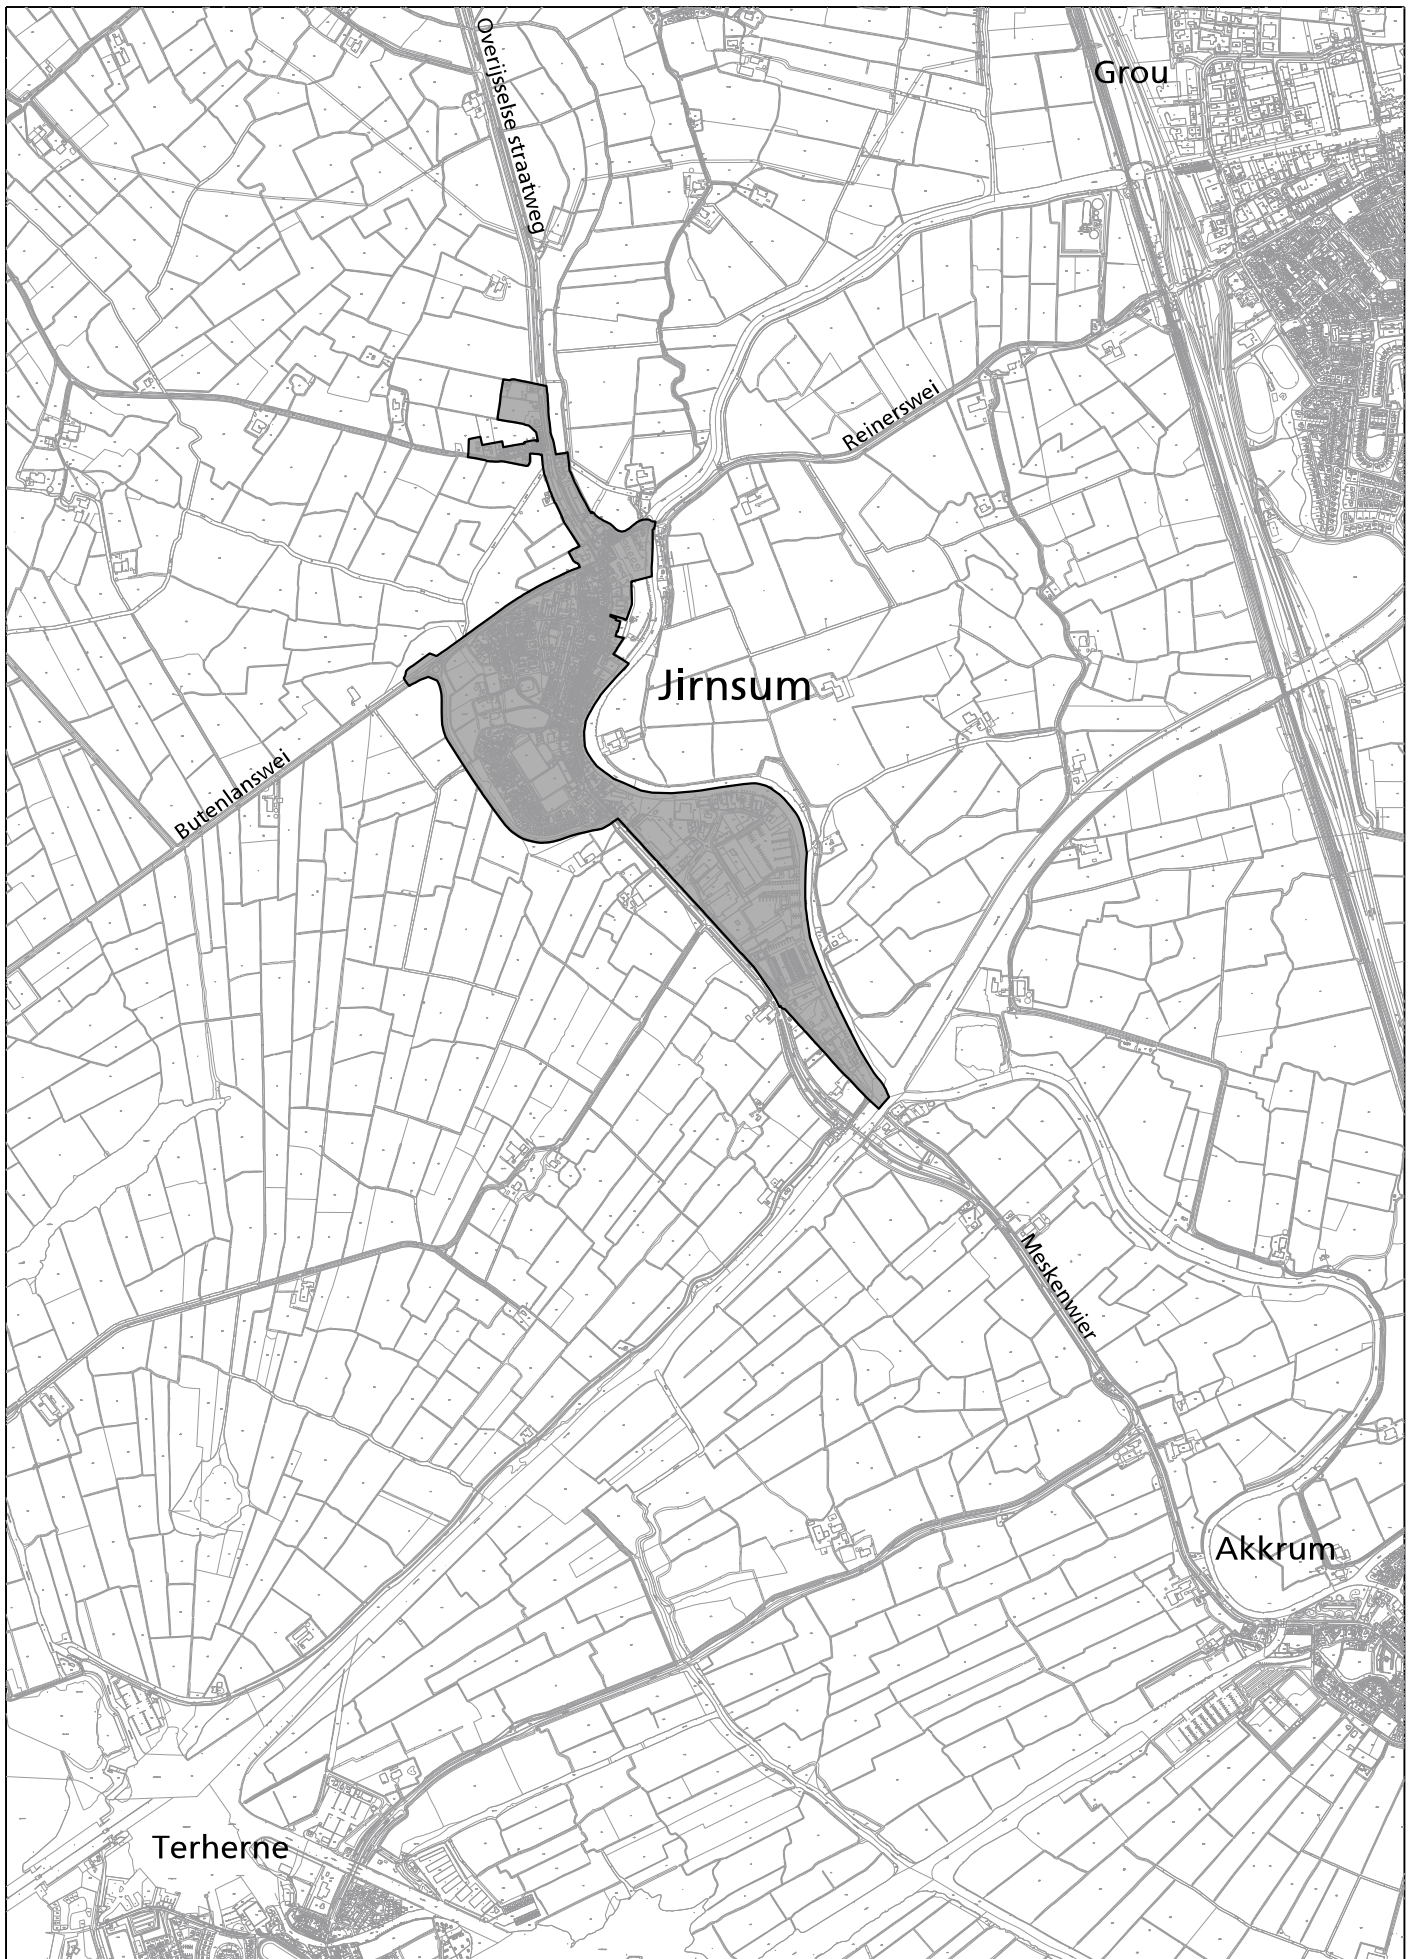 Overijsselse straatweg
Grou
Reinerswei
Jirnsum
Butenlanswei
Meskenwier
Akkrum
Terherne